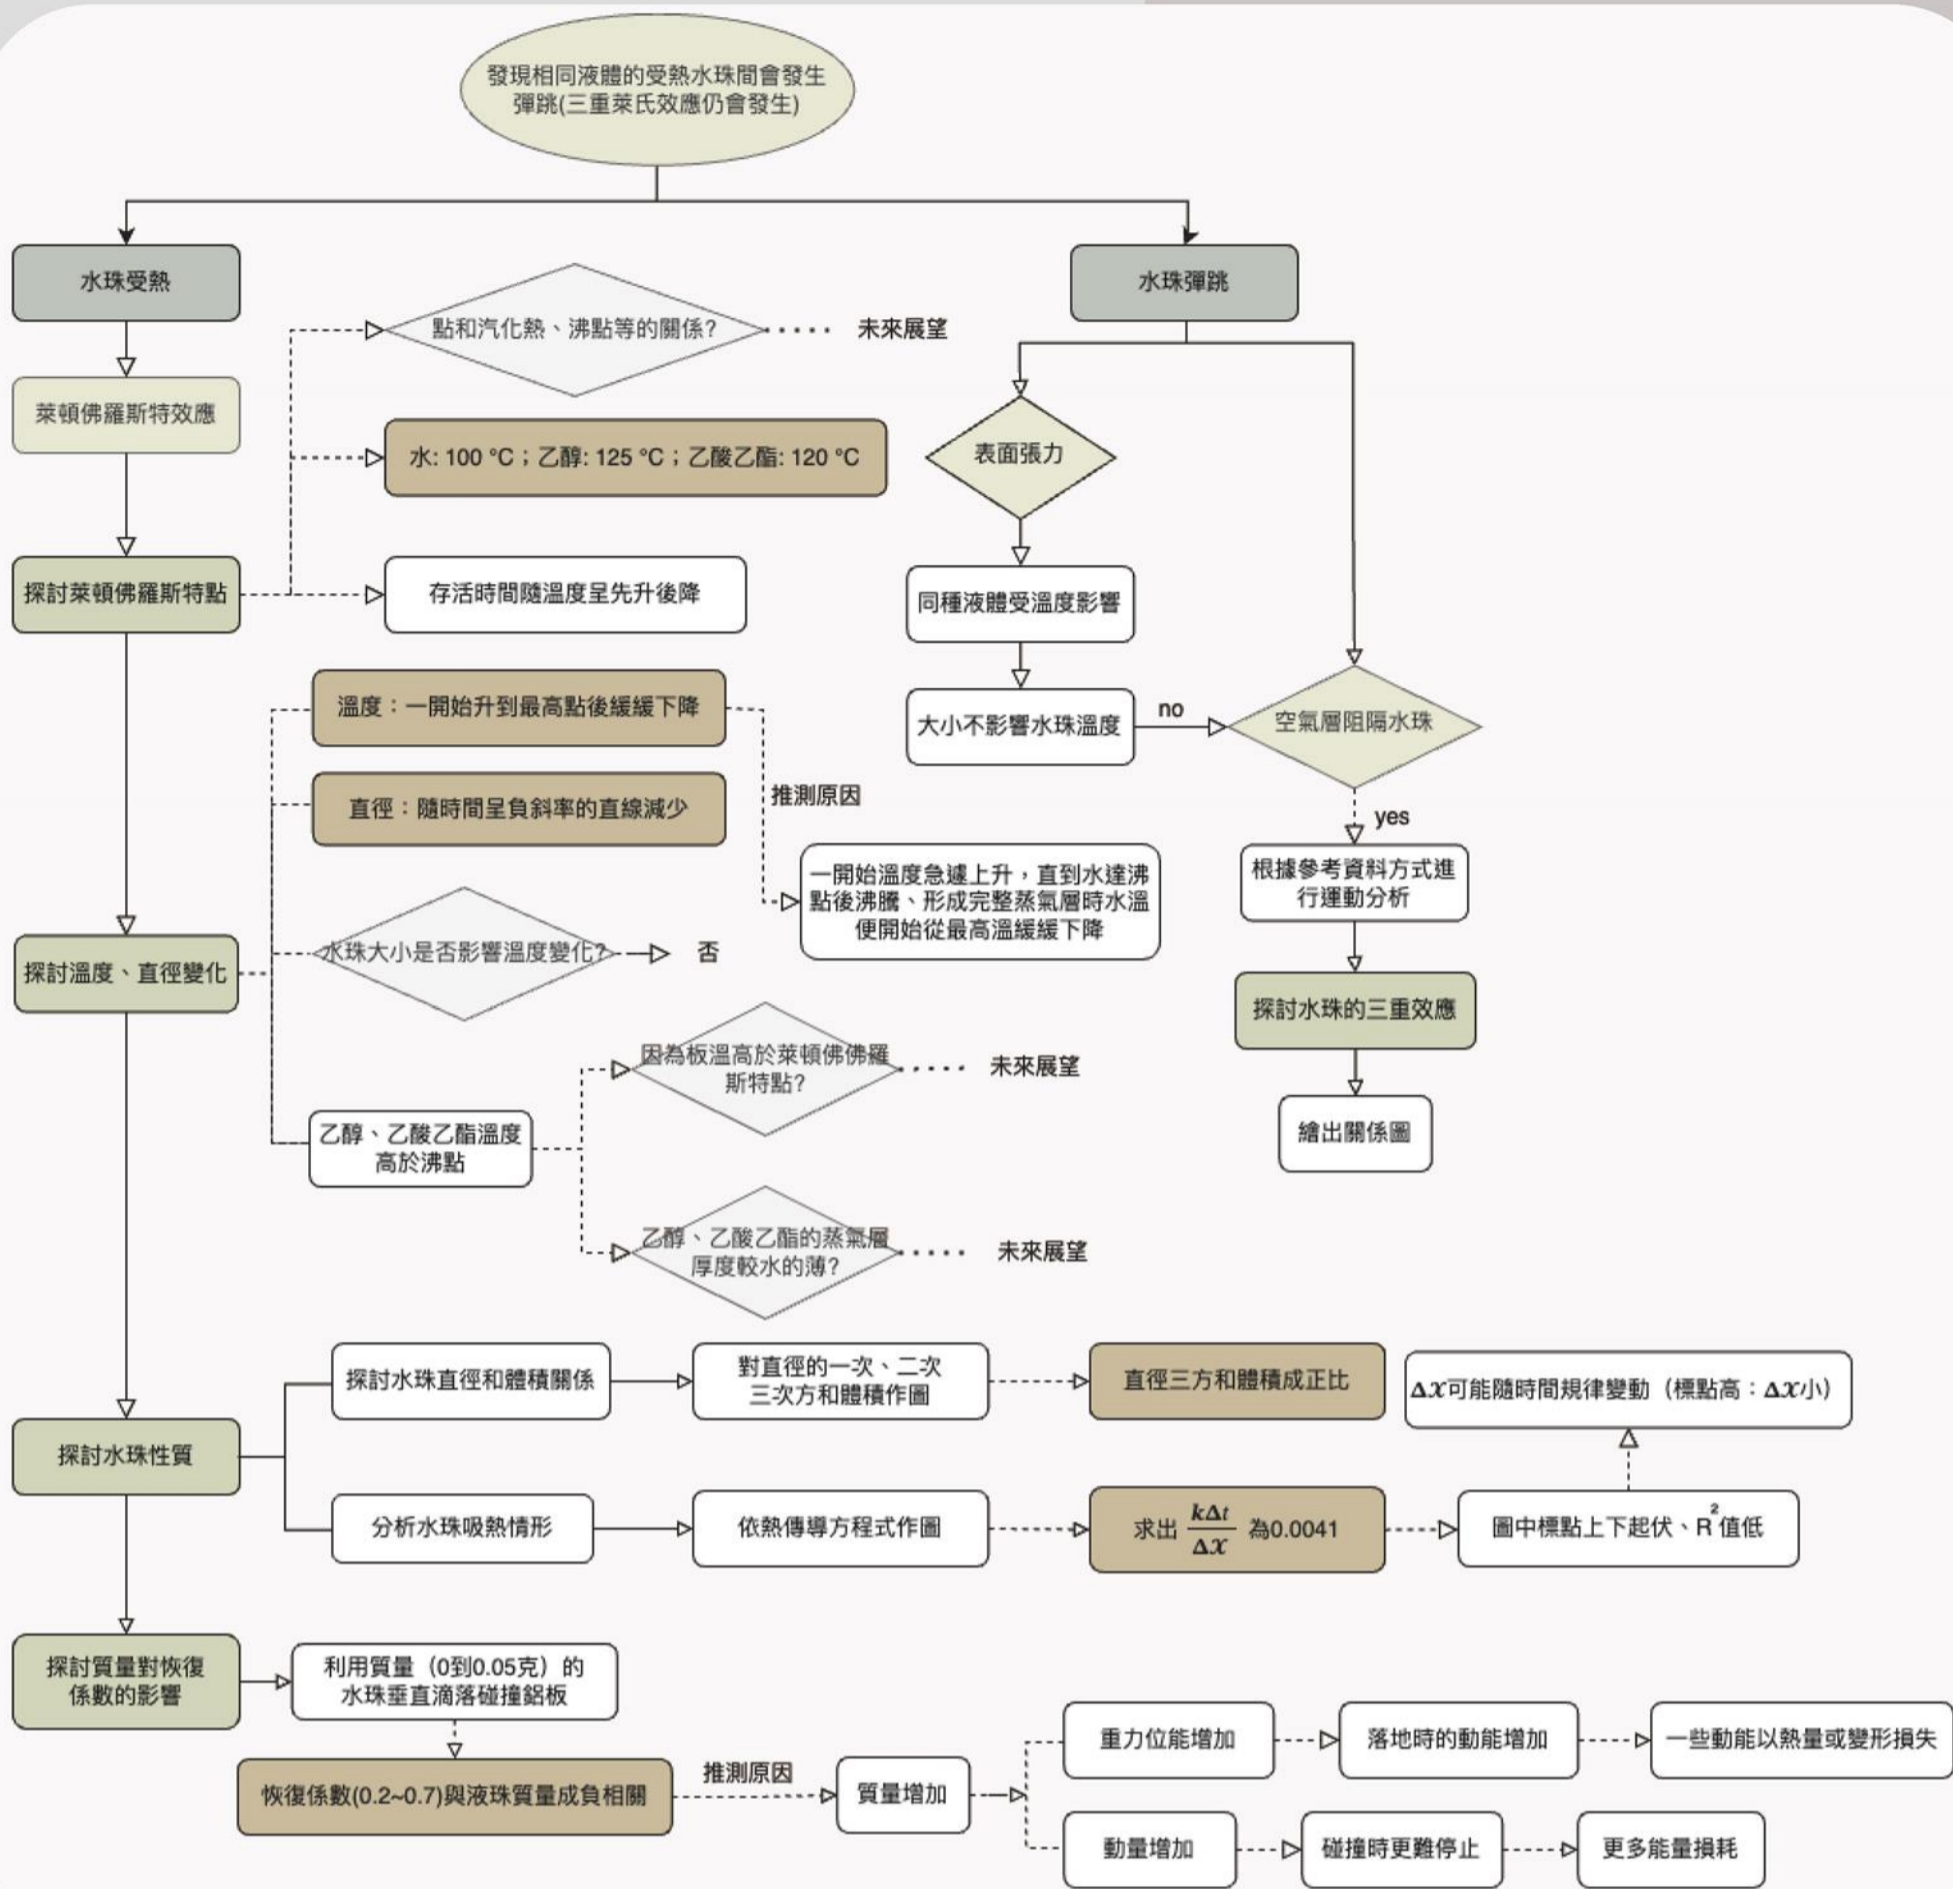 發現相同液體的受熱水珠間會發生
彈跳(三重萊氏效應仍會發生)
水珠受熱
水珠彈跳
點和汽化熱、沸點等的關係?
未來展望
萊頓佛羅斯特效應
水: 100 °C；乙醇: 125 °C；乙酸乙酯: 120 °C
表面張力
探討萊頓佛羅斯特點
存活時間隨溫度呈先升後降
同種液體受溫度影響
溫度：一開始升到最高點後緩緩下降
大小不影響水珠溫度
no
空氣層阻隔水珠
直徑：隨時間呈負斜率的直線減少
推測原因
yes
一開始溫度急遽上升，直到水達沸
點後沸騰、形成完整蒸氣層時水溫
便開始從最高溫緩緩下降
根據參考資料方式進
行運動分析
探討溫度、直徑變化
水珠大小是否影響溫度變化?
否
探討水珠的三重效應
因為板溫高於萊頓佛佛羅
斯特點?
未來展望
乙醇、乙酸乙酯溫度
高於沸點
繪出關係圖
乙醇、乙酸乙酯的蒸氣層
厚度較水的薄?
未來展望
探討水珠直徑和體積關係
對直徑的一次、二次
三次方和體積作圖
直徑三方和體積成正比
Δx可能隨時間規律變動（標點高：Δx小）
探討水珠性質
分析水珠吸熱情形
依熱傳導方程式作圖
求出 kΔt/Δx 為0.0041
圖中標點上下起伏、R²值低
探討質量對恢復
係數的影響
利用質量（0到0.05克）的
水珠垂直滴落碰撞鋁板
恢復係數(0.2~0.7)與液珠質量成負相關
推測原因
質量增加
重力位能增加
落地時的動能增加
一些動能以熱量或變形損失
動量增加
碰撞時更難停止
更多能量損耗